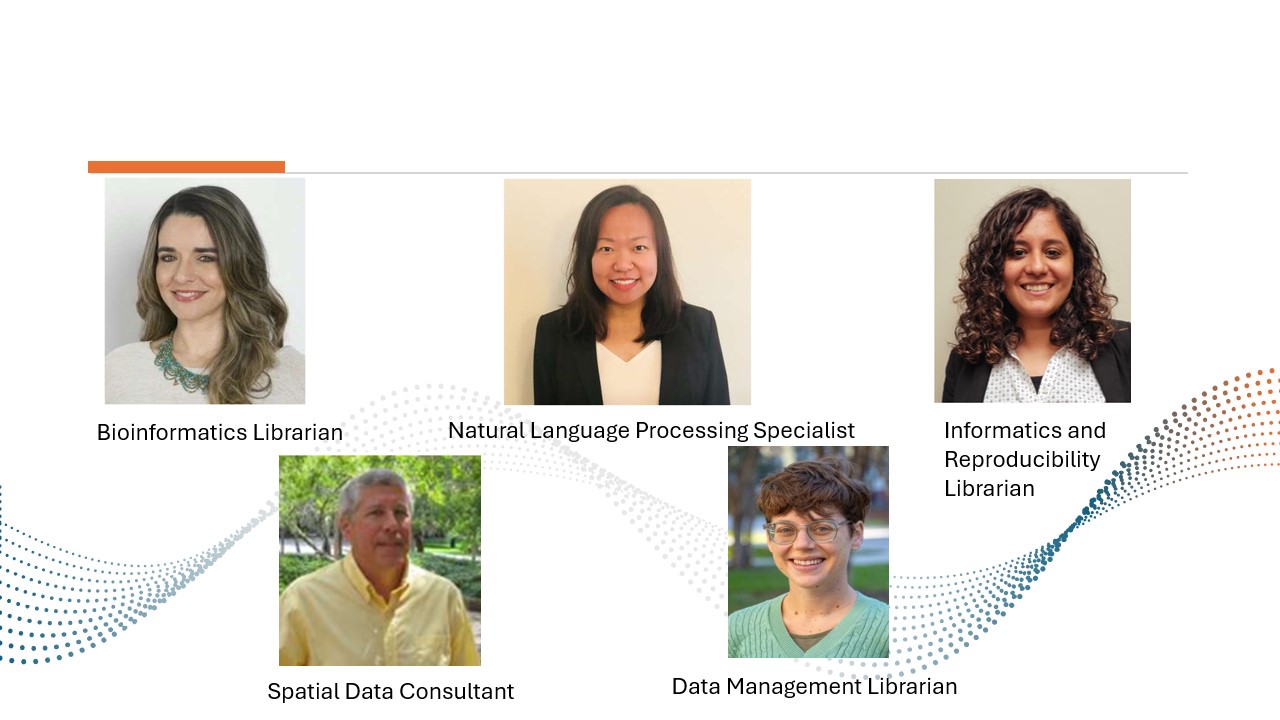 Bioinformatics Librarian
Natural Language Processing Specialist
Informatics and
Reproducibility
Librarian
Spatial Data Consultant
Data Management Librarian